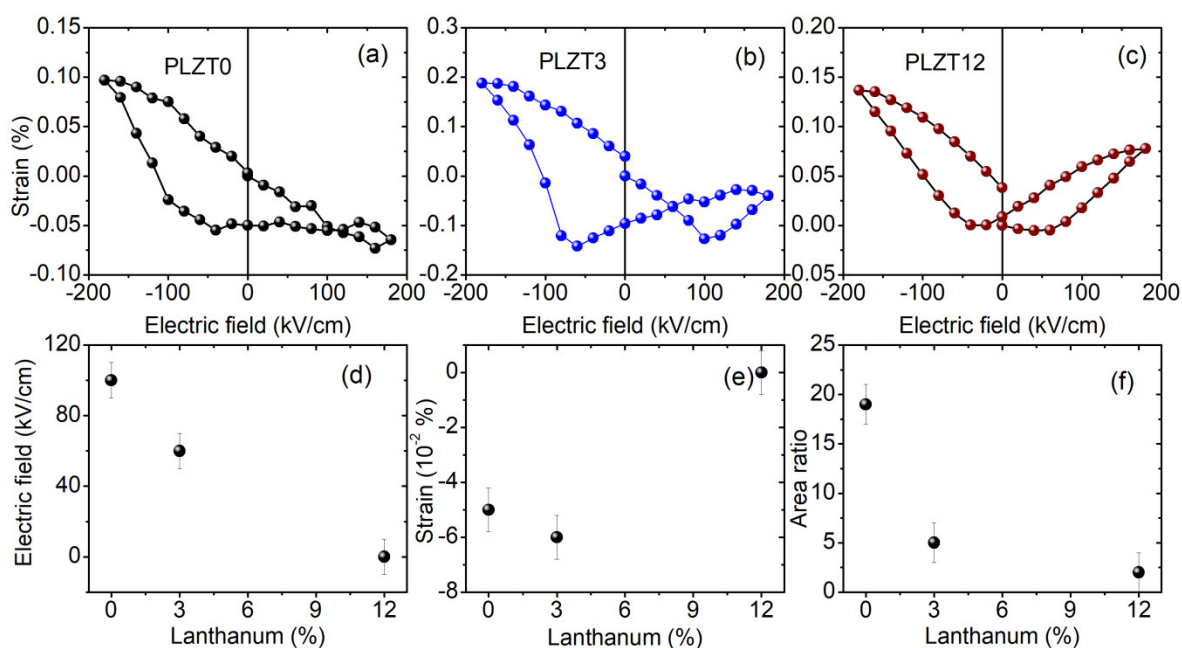 0.15
0.10
0.05
0.00
-0.05
-0.10
Strain (%)
PLZT0
(a)
-200 -100 0 100 200
Electric field (kV/cm)
0.3
0.2
0.1
0.0
-0.1
-0.2
PLZT3
(b)
-200 -100 0 100 200
Electric field (kV/cm)
0.20
0.15
0.10
0.05
0.00
0.05
PLZT12
(c)
-200 -100 0 100 200
Electric field (kV/cm)
120
80
40
0
Electric field (kV/cm)
(d)
0 3 6 9 12
Lanthanum (%)
0
-2
-4
-6
-8
Strain (10-2 %)
(e)
0 3 6 9 12
Lanthanum (%)
25
20
15
10
5
0
Area ratio
(f)
0 3 6 9 12
Lanthanum (%)